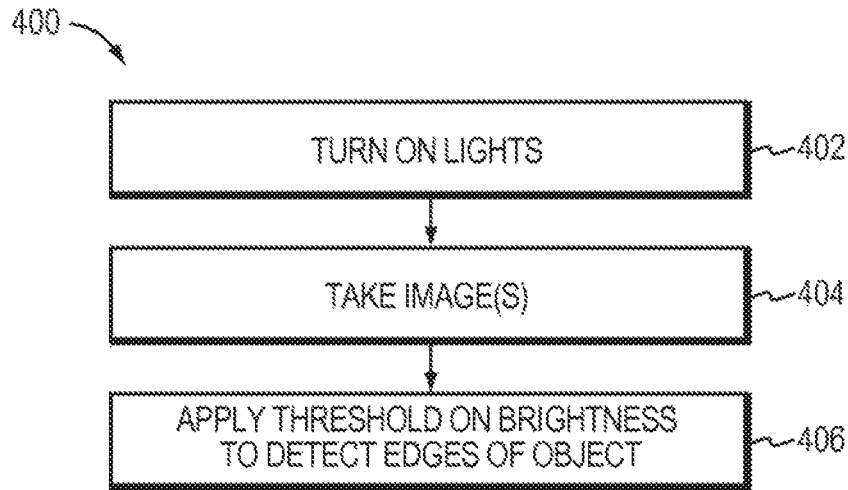 400
TURN ON LIGHTS
402
TAKE IMAGE(S)
404
APPLY THRESHOLD ON BRIGHTNESS
TO DETECT EDGES OF OBJECT
406